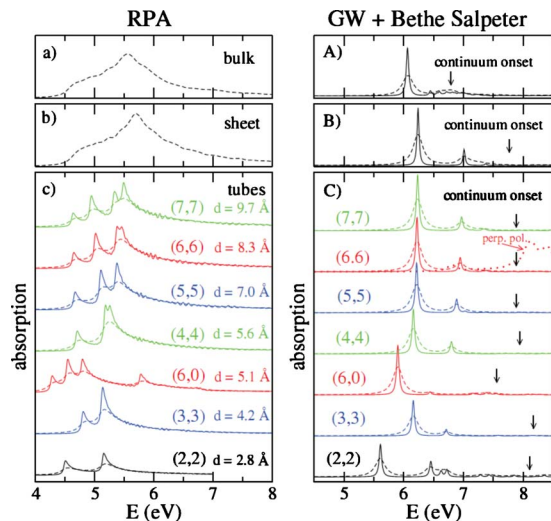 RPA
GW + Bethe Salpeter
a)
bulk
b)
sheet
c)
tubes
(7,7) d = 9.7 Å
(6,6) d = 8.3 Å
(5,5) d = 7.0 Å
(4,4) d = 5.6 Å
(6,0) d = 5.1 Å
(3,3) d = 4.2 Å
(2,2) d = 2.8 Å
absorption
4 5 6 7 8
E (eV)
A)
continuum onset
B)
continuum onset
C)
continuum onset
(7,7)
perp. pol.
(6.6)
(5,5)
(4,4)
(6,0)
(3,3)
(2,2)
absorption
5 6 7 8
E (eV)